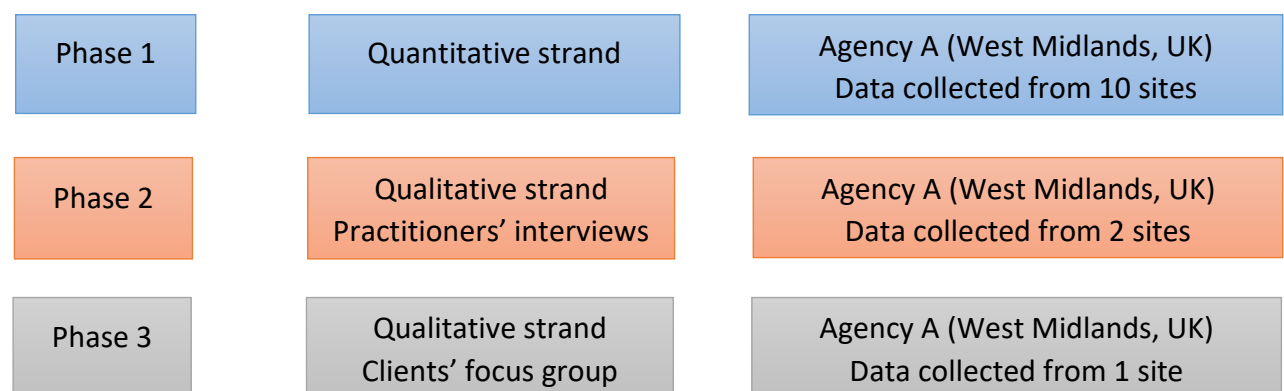 Phase 1
Quantitative strand
Agency A (West Midlands, UK)
Data collected from 10 sites
Phase 2
Qualitative strand
Practitioners’ interviews
Agency A (West Midlands, UK)
Data collected from 2 sites
Phase 3
Qualitative strand
Clients’ focus group
Agency A (West Midlands, UK)
Data collected from 1 site